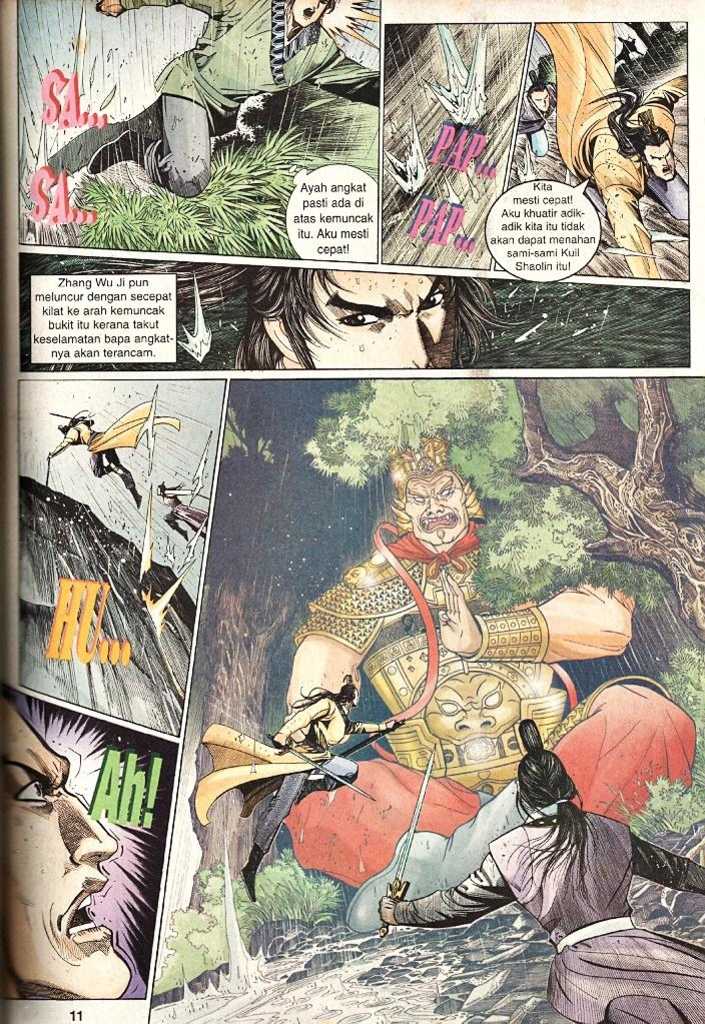 SA...
SA...
Ayah angkat
pasti ada di
atas kemuncak
itu. Aku mesti
cepat!
PAP...
PAP...
Kita
mesti cepat!
Aku khuatir adik-
adik kita itu tidak
akan dapat menahan
sami-sami Kuil
Shaolin itu!
Zhang Wu Ji pun
meluncur dengan secepat
kilat ke arah kemuncak
bukit itu kerana takut
keselamatan bapa angkat-
nya akan terancam.
HU...
Ah!
11